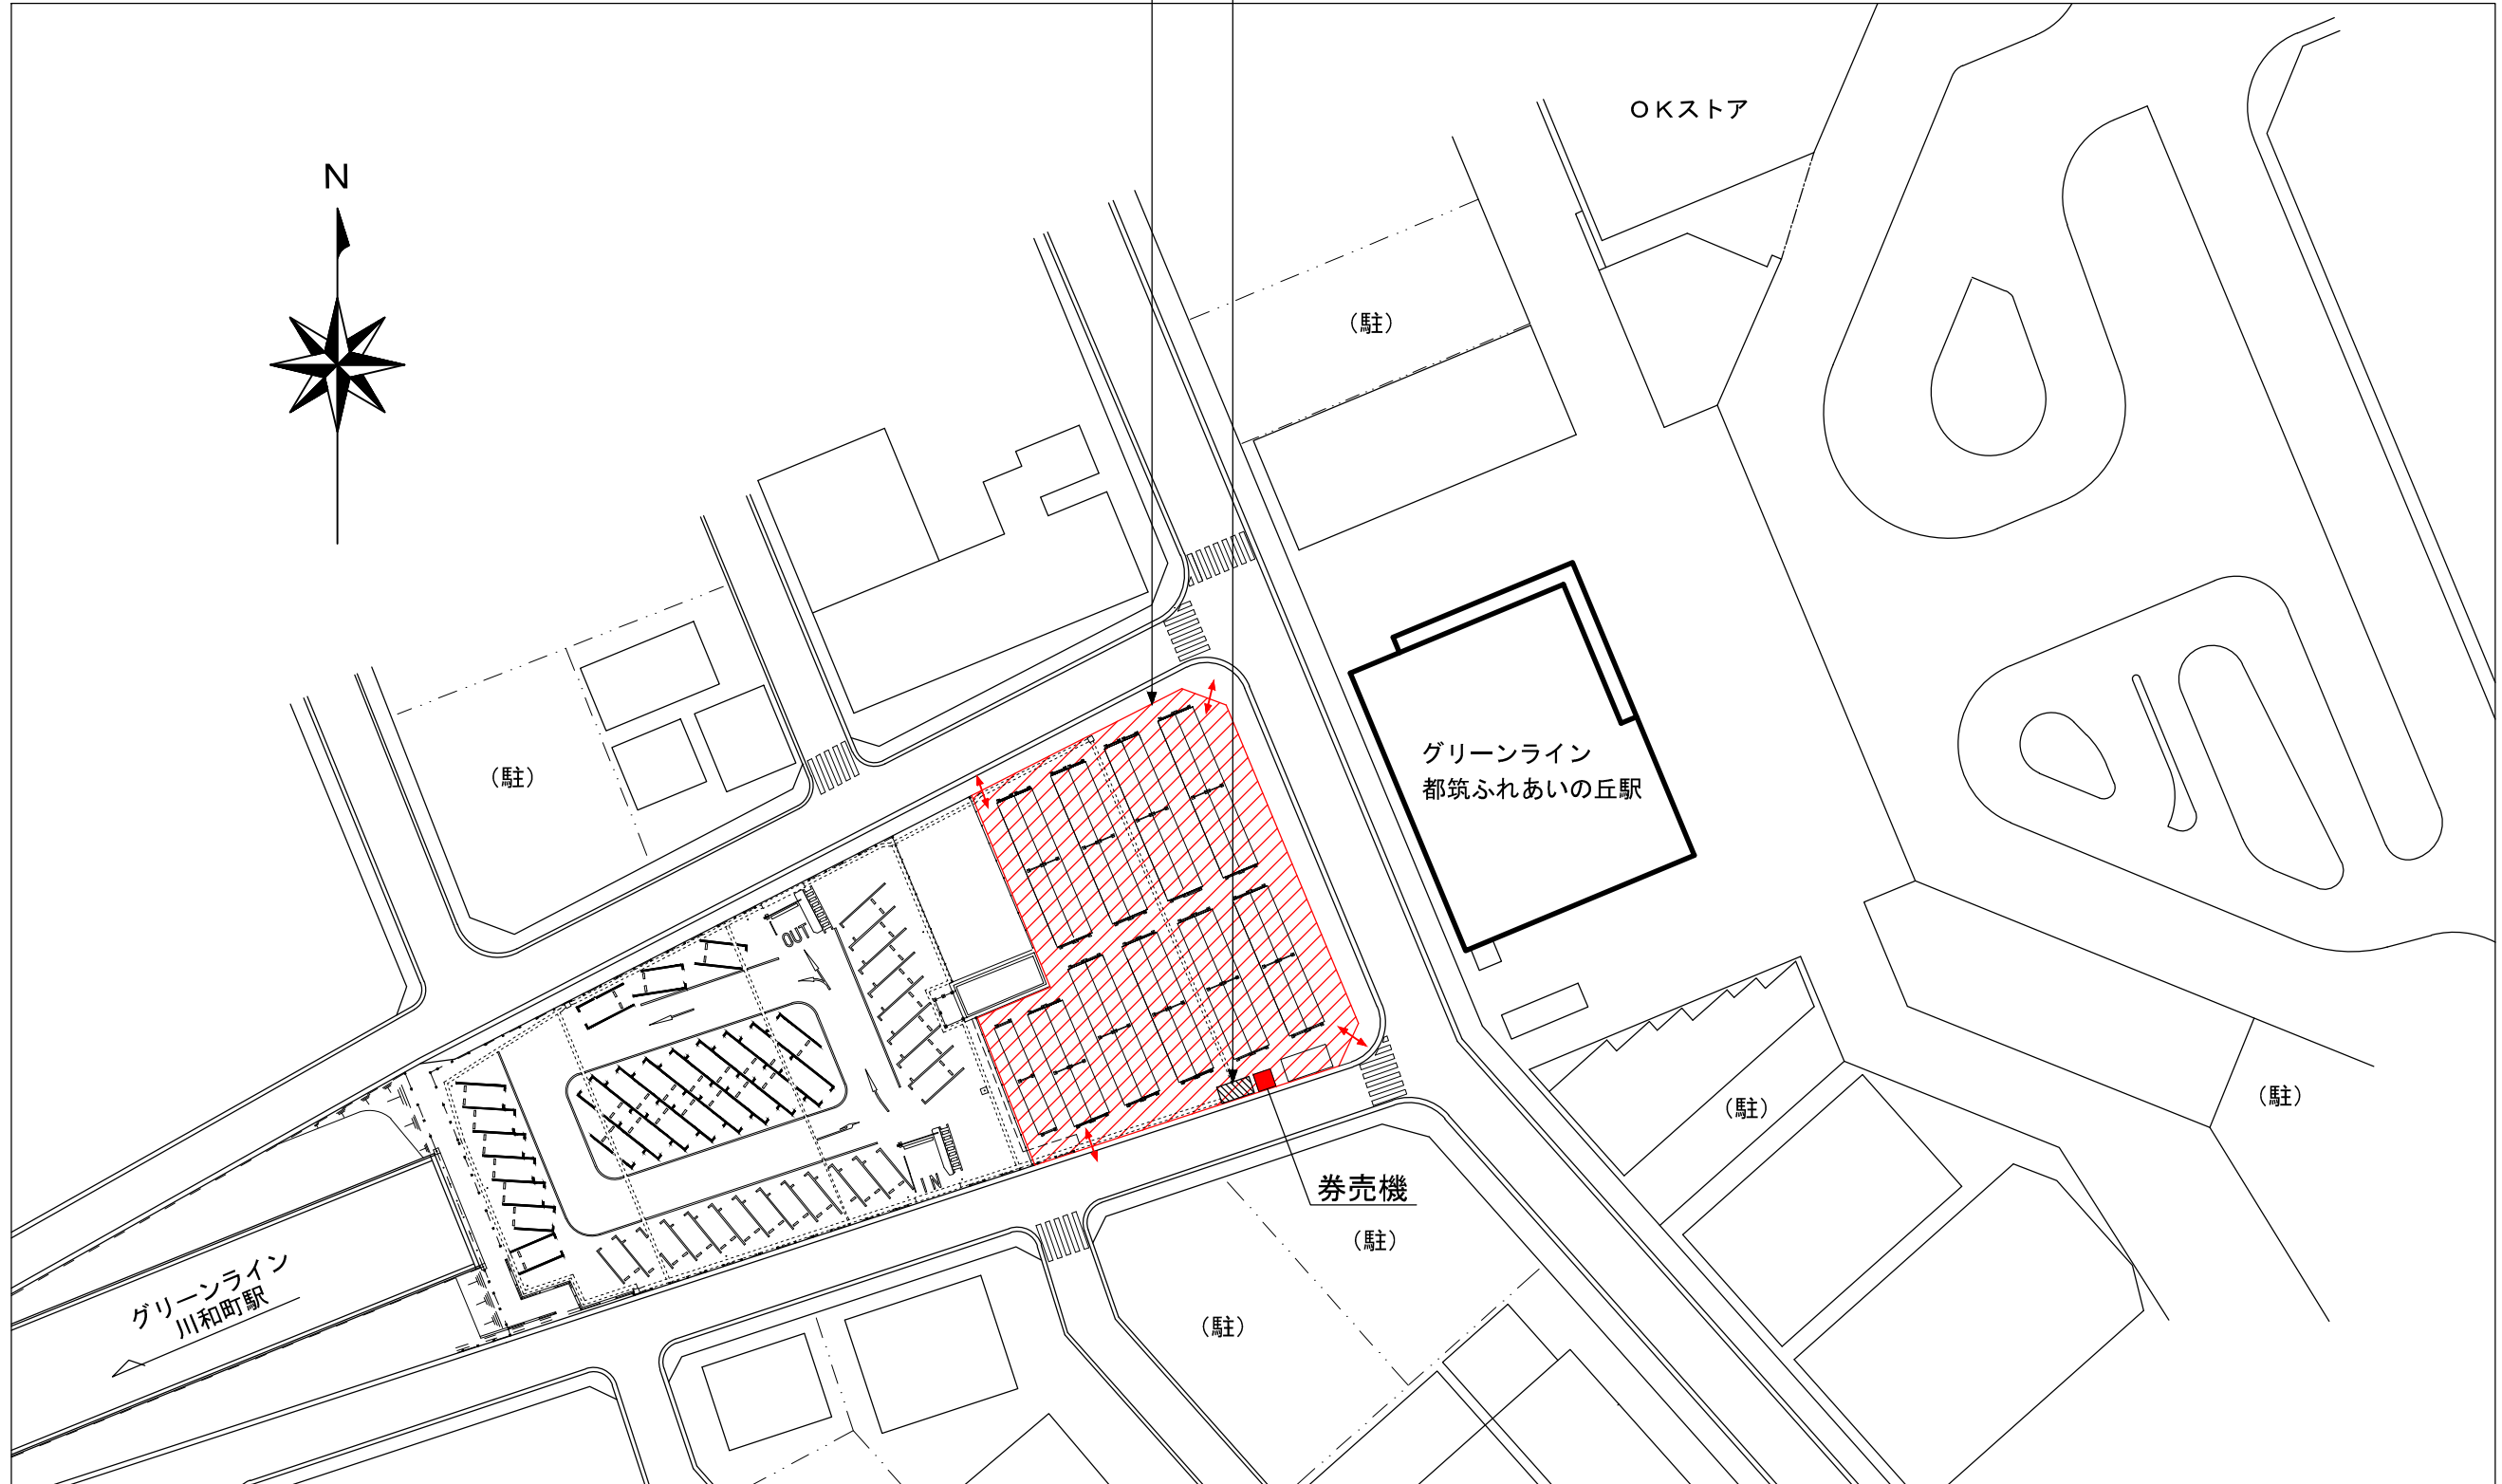 OKストア
N
(駐)
グリーンライン
都筑ふれあいの丘駅
(駐)
OUT
(駐)
(駐)
IN
券売機
(駐)
グリーンライン
川和町駅
(駐)